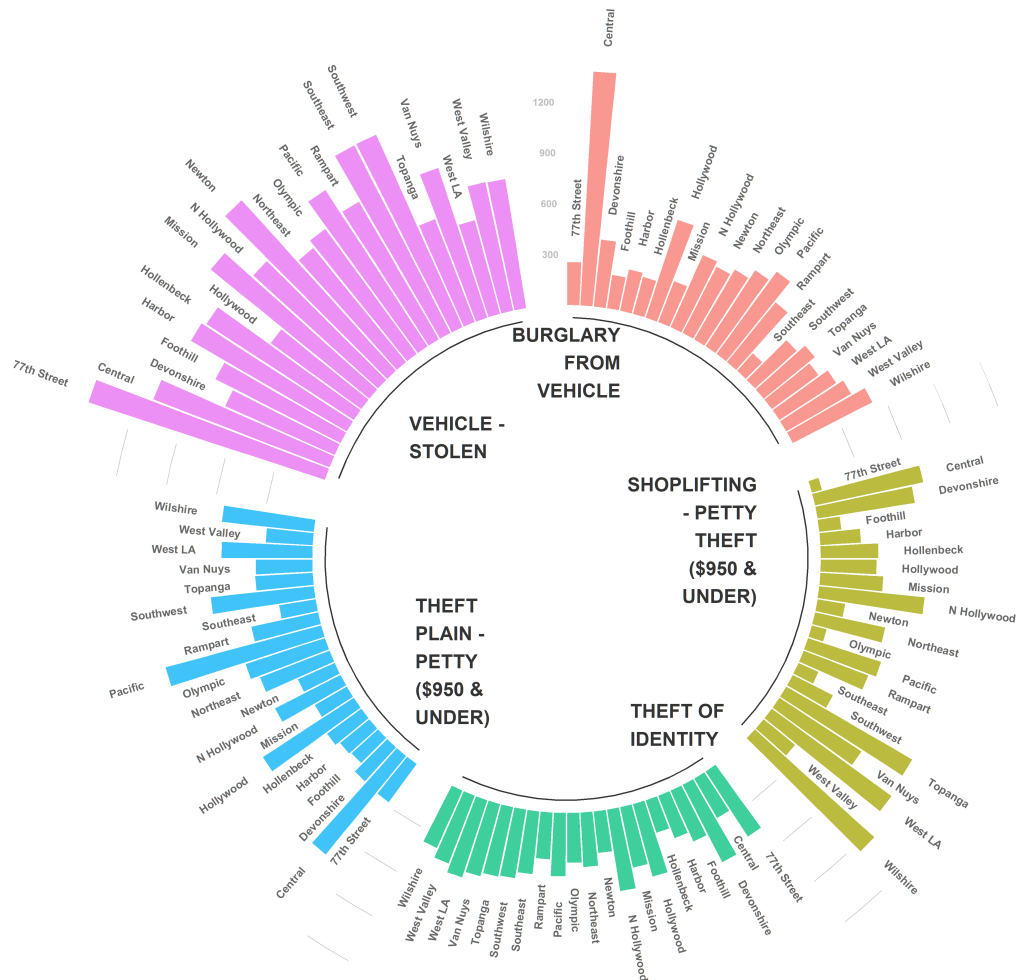 1200
900
600
300
77th Street
Central
Devonshire
Foothill
Harbor
Hollenbeck
Hollywood
Mission
N Hollywood
Newton
Northeast
Olympic
Pacific
Rampart
Southeast
Southwest
Topanga
Van Nuys
West LA
West Valley
Wilshire
BURGLARY
FROM
VEHICLE
77th Street
Central
Devonshire
Foothill
Harbor
Hollenbeck
Hollywood
Mission
N Hollywood
Newton
Northeast
Olympic
Pacific
Rampart
Southeast
Southwest
Topanga
Van Nuys
West LA
West Valley
Wilshire
SHOPLIFTING
- PETTY
THEFT
($950 &
UNDER)
77th Street
Central
Devonshire
Foothill
Harbor
Hollenbeck
Hollywood
Mission
N Hollywood
Newton
Northeast
Olympic
Pacific
Rampart
Southeast
Southwest
Topanga
Van Nuys
West LA
West Valley
Wilshire
THEFT OF
IDENTITY
77th Street
Central
Devonshire
Foothill
Harbor
Hollenbeck
Hollywood
Mission
N Hollywood
Newton
Northeast
Olympic
Pacific
Rampart
Southeast
Southwest
Topanga
Van Nuys
West LA
West Valley
Wilshire
THEFT
PLAIN -
PETTY
($950 &
UNDER)
77th Street
Central
Devonshire
Foothill
Harbor
Hollenbeck
Hollywood
Mission
N Hollywood
Newton
Northeast
Olympic
Pacific
Rampart
Southeast
Southwest
Topanga
Van Nuys
West LA
West Valley
Wilshire
VEHICLE -
STOLEN